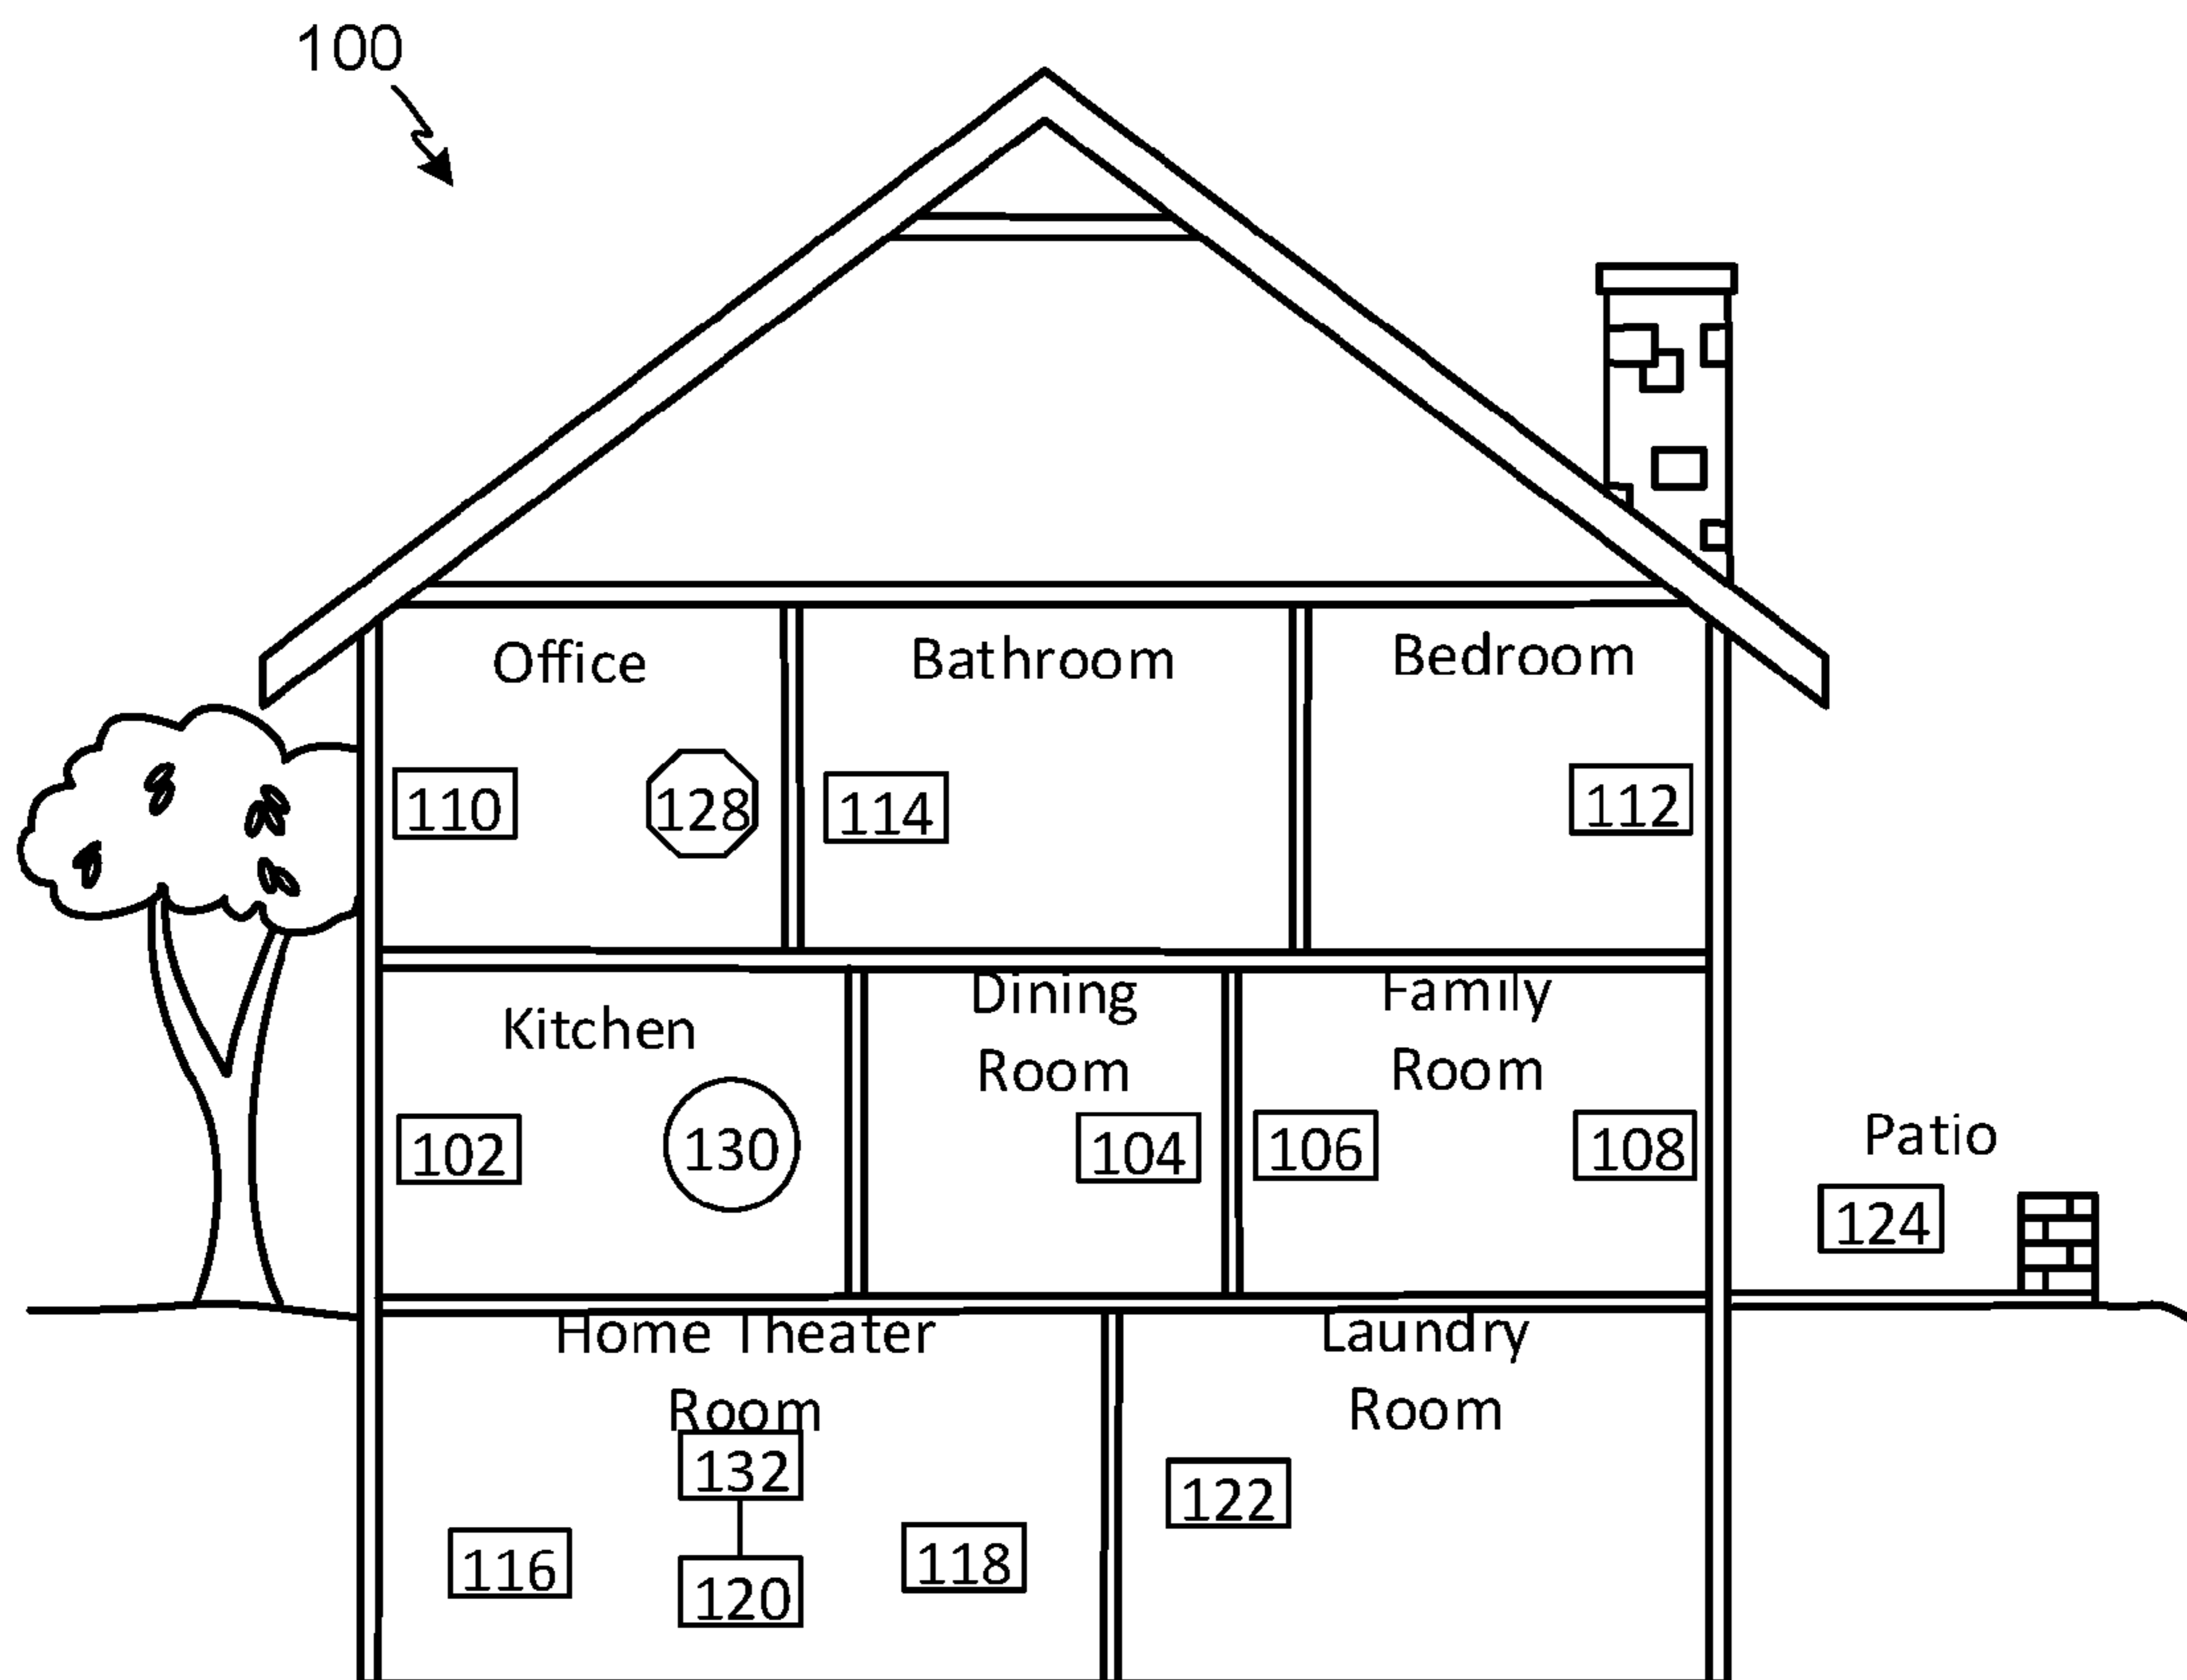 100
Office
Bathroom
Bedroom
110
128
114
112
Kitchen
Dining
Room
Family
Room
102
130
104
106
108
Patio
124
Home Theater
Room
Laundry
Room
132
122
116
120
118